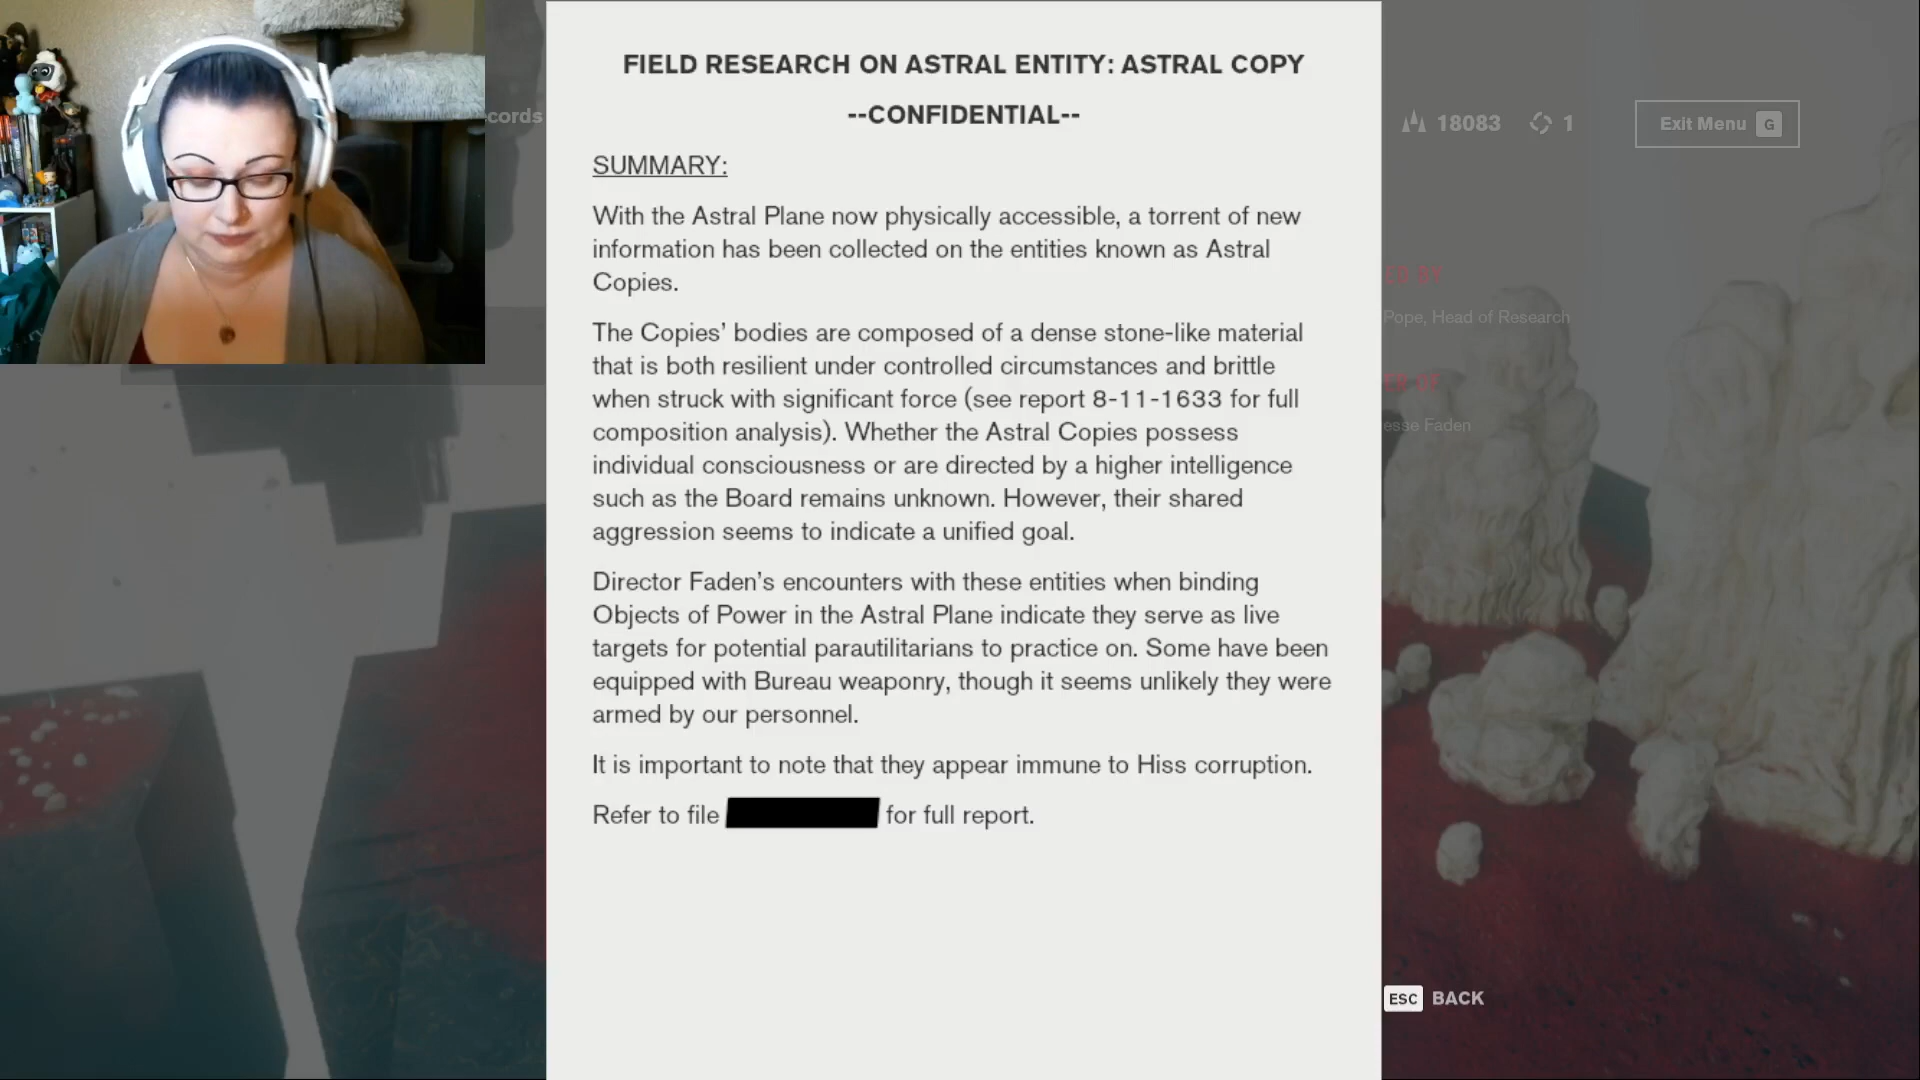 FIELD RESEARCH ON ASTRAL ENTITY: ASTRAL COPY
--CONFIDENTIAL--
SUMMARY:
With the Astral Plane now physically accessible, a torrent of new
information has been collected on the entities known as Astral
Copies.
The Copies’ bodies are composed of a dense stone-like material
that is both resilient under controlled circumstances and brittle
when struck with significant force (see report 8-11-1633 for full
composition analysis). Whether the Astral Copies possess
individual consciousness or are directed by a higher intelligence
such as the Board remains unknown. However, their shared
aggression seems to indicate a unified goal.
Director Faden’s encounters with these entities when binding
Objects of Power in the Astral Plane indicate they serve as live
targets for potential parautilitarians to practice on. Some have been
equipped with Bureau weaponry, though it seems unlikely they were
armed by our personnel.
It is important to note that they appear immune to Hiss corruption.
Refer to file for full report.
cords
18083 1
Exit Menu G
ED BY
Pope, Head of Research
ED BY
esse Faden
ESC BACK